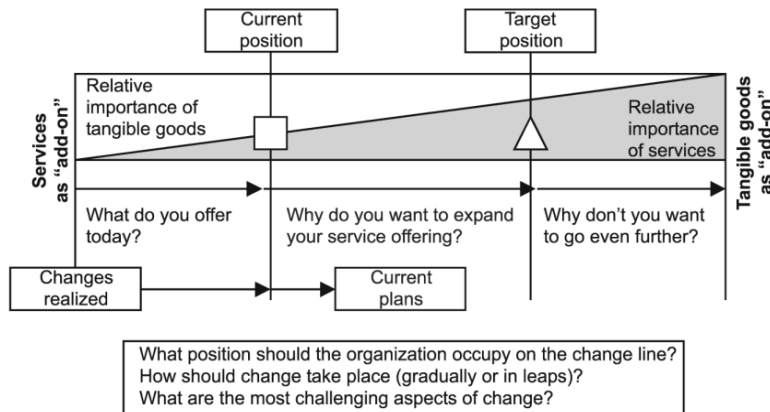 Current
position
Target
position
Services
as “add-on”
Relative
importance of
tangible goods
Relative
importance
of services
Tangible goods
as “add-on”
What do you offer
today?
Why do you want to expand
your service offering?
Why don’t you want
to go even further?
Changes
realized
Current
plans
What position should the organization occupy on the change line?
How should change take place (gradually or in leaps)?
What are the most challenging aspects of change?